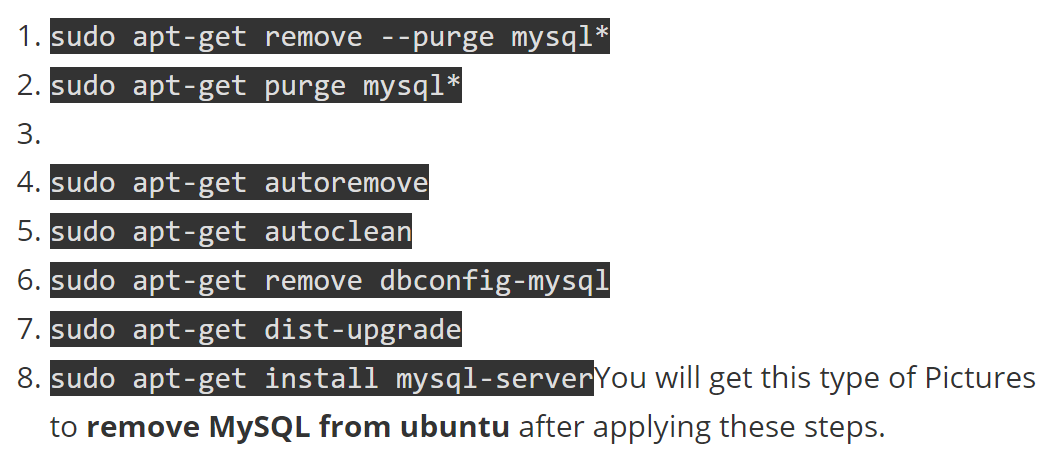 1. sudo apt-get remove --purge mysql*
2. sudo apt-get purge mysql*
3.
4. sudo apt-get autoremove
5. sudo apt-get autoclean
6. sudo apt-get remove dbconfig-mysql
7. sudo apt-get dist-upgrade
8. sudo apt-get install mysql-serverYou will get this type of Pictures
to remove MySQL from ubuntu after applying these steps.